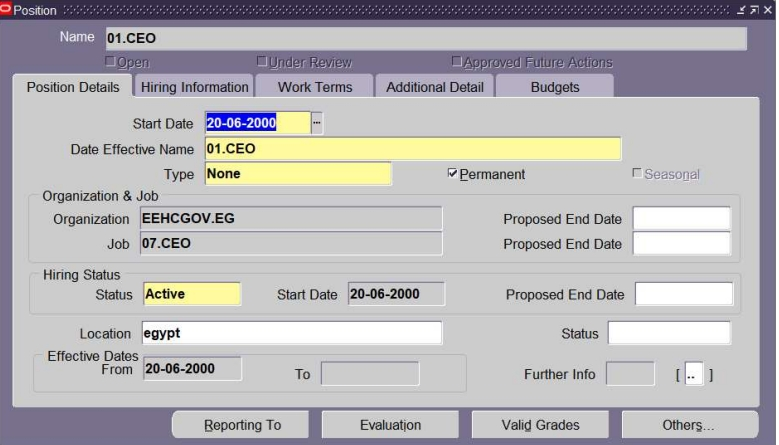 Position
Name 01.CEO
Open Under Review Approved Future Actions
Position Details Hiring Information Work Terms Additional Detail Budgets
Start Date 20-06-2000 ...
Date Effective Name 01.CEO
Type None Permanent Seasonal
Organization & Job
Organization EEHCGOV.EG Proposed End Date
Job 07.CEO Proposed End Date
Hiring Status
Status Active Start Date 20-06-2000 Proposed End Date
Location egypt Status
Effective Dates
From 20-06-2000 To Further Info [ .. ]
Reporting To Evaluation Valid Grades Others...